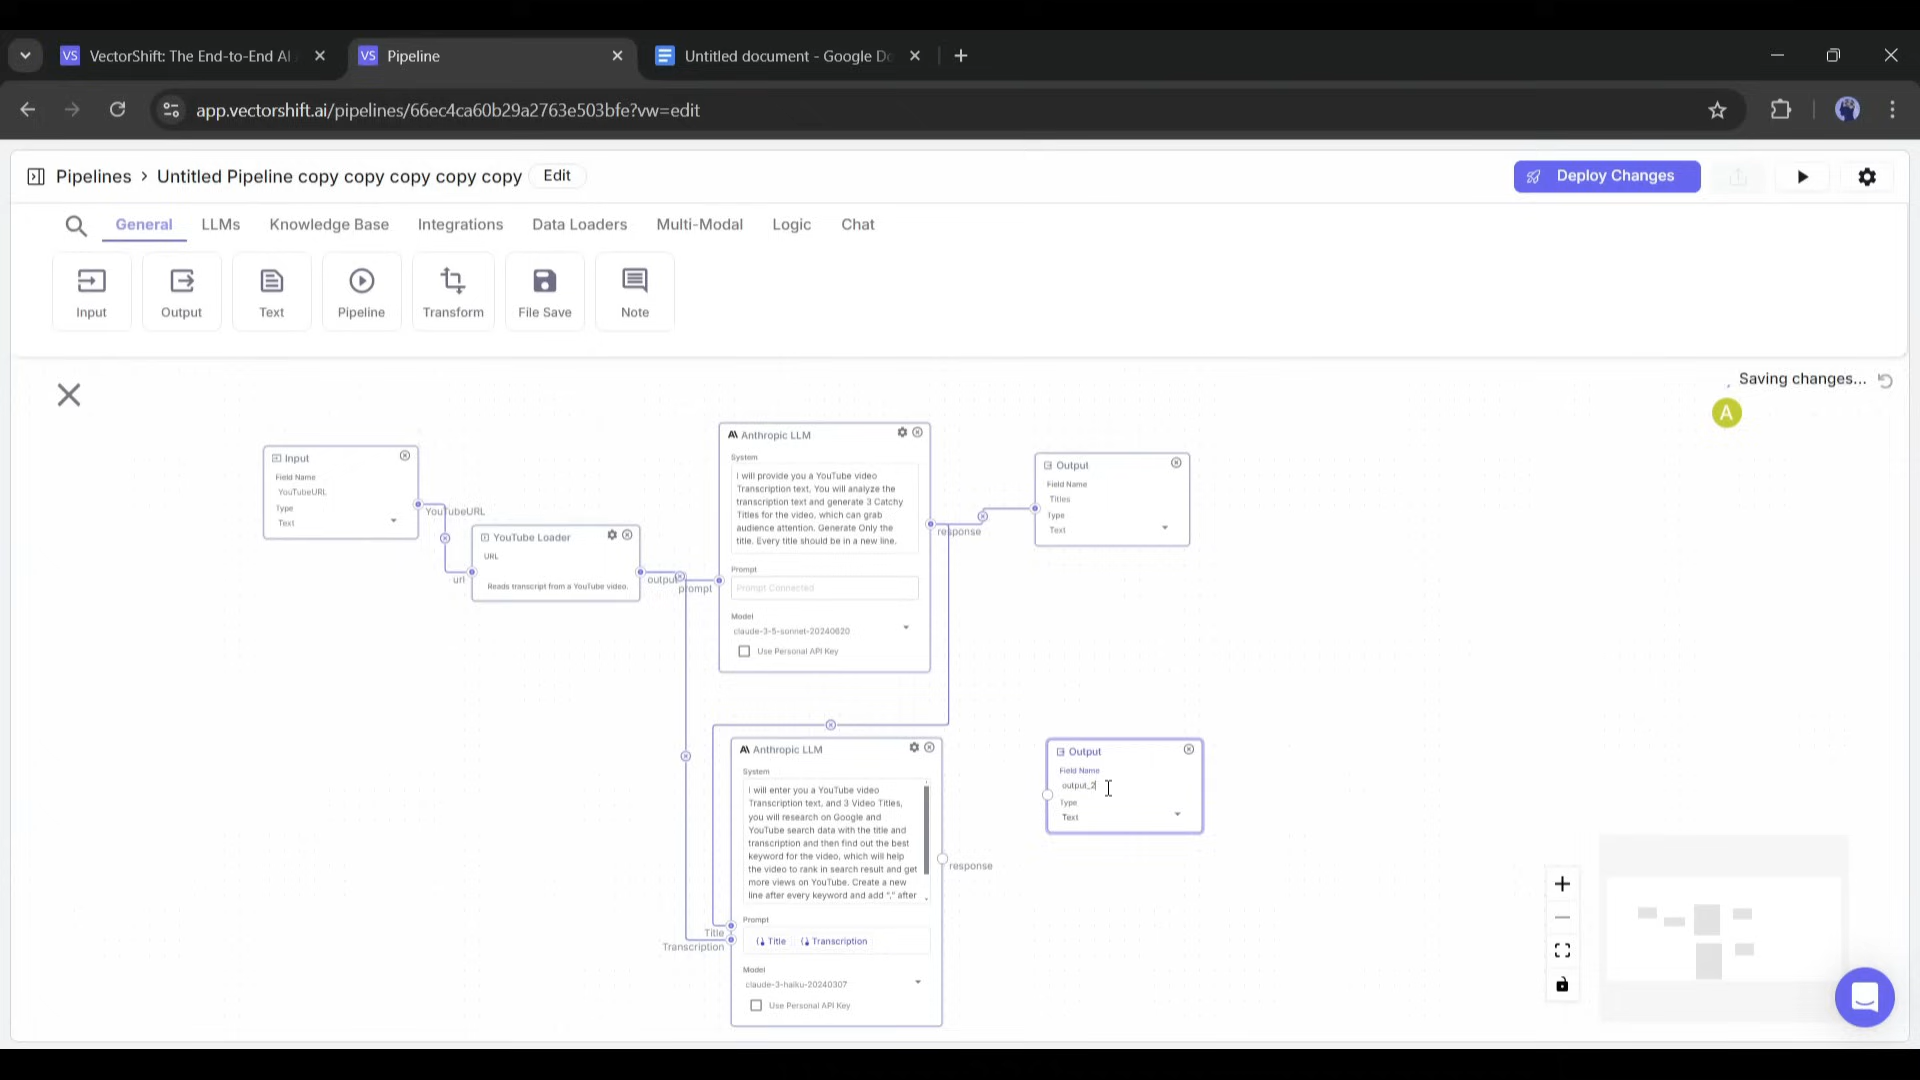 VS VectorShift: The End-to-End AI
VS Pipeline
Untitled document - Google Do
app.vectorshift.ai/pipelines/66ec4ca60b29a2763e503bfe?vw=edit
Pipelines > Untitled Pipeline copy copy copy copy copy Edit
Deploy Changes
General LLMs Knowledge Base Integrations Data Loaders Multi-Modal Logic Chat
Input Output Text Pipeline Transform File Save Note
Saving changes...
A
Input
Field Name
YouTubeURL
Type
Text
YouTubeURL
url
YouTube Loader
URL
Reads transcript from a YouTube video.
output
prompt
Anthropic LLM
System
I will provide you a YouTube video
Transcription text, You will analyze the
transcription text and generate 3 Catchy
Titles for the video, which can grab
audience attention. Generate Only the
title. Every title should be in a new line.
Prompt
Prompt Connected
Model
claude-3-5-sonnet-20240620
Use Personal API Key
response
Output
Field Name
Titles
Type
Text
Anthropic LLM
System
I will enter you a YouTube video
Transcription text, and 3 Video Titles,
you will research on Google and
YouTube search data with the title and
transcription and then find out the best
keyword for the video, which will help
the video to rank in search result and get
more views on YouTube. Create a new
line after every keyword and add "," after
Prompt
Title
Transcription
Title Transcription
Model
claude-3-haiku-20240307
Use Personal API Key
response
Output
Field Name
output_2
Type
Text